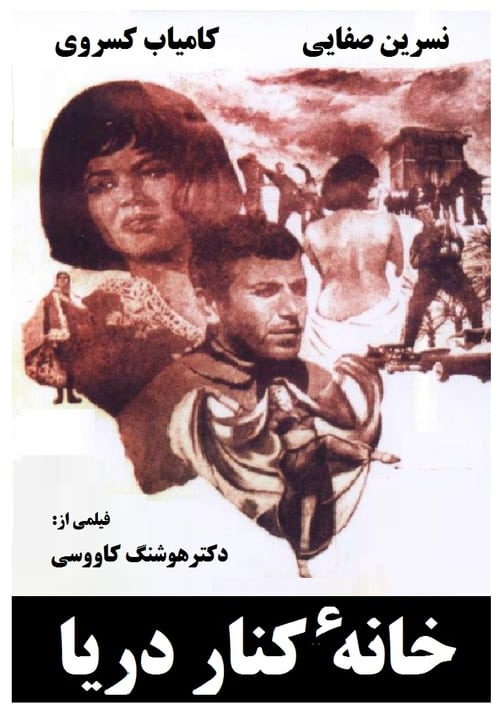 نسرین صفایی
کامیاب کسروی
فیلمی از:
دکترهوشنگ کاووسی
خانهٔ کنار دریا